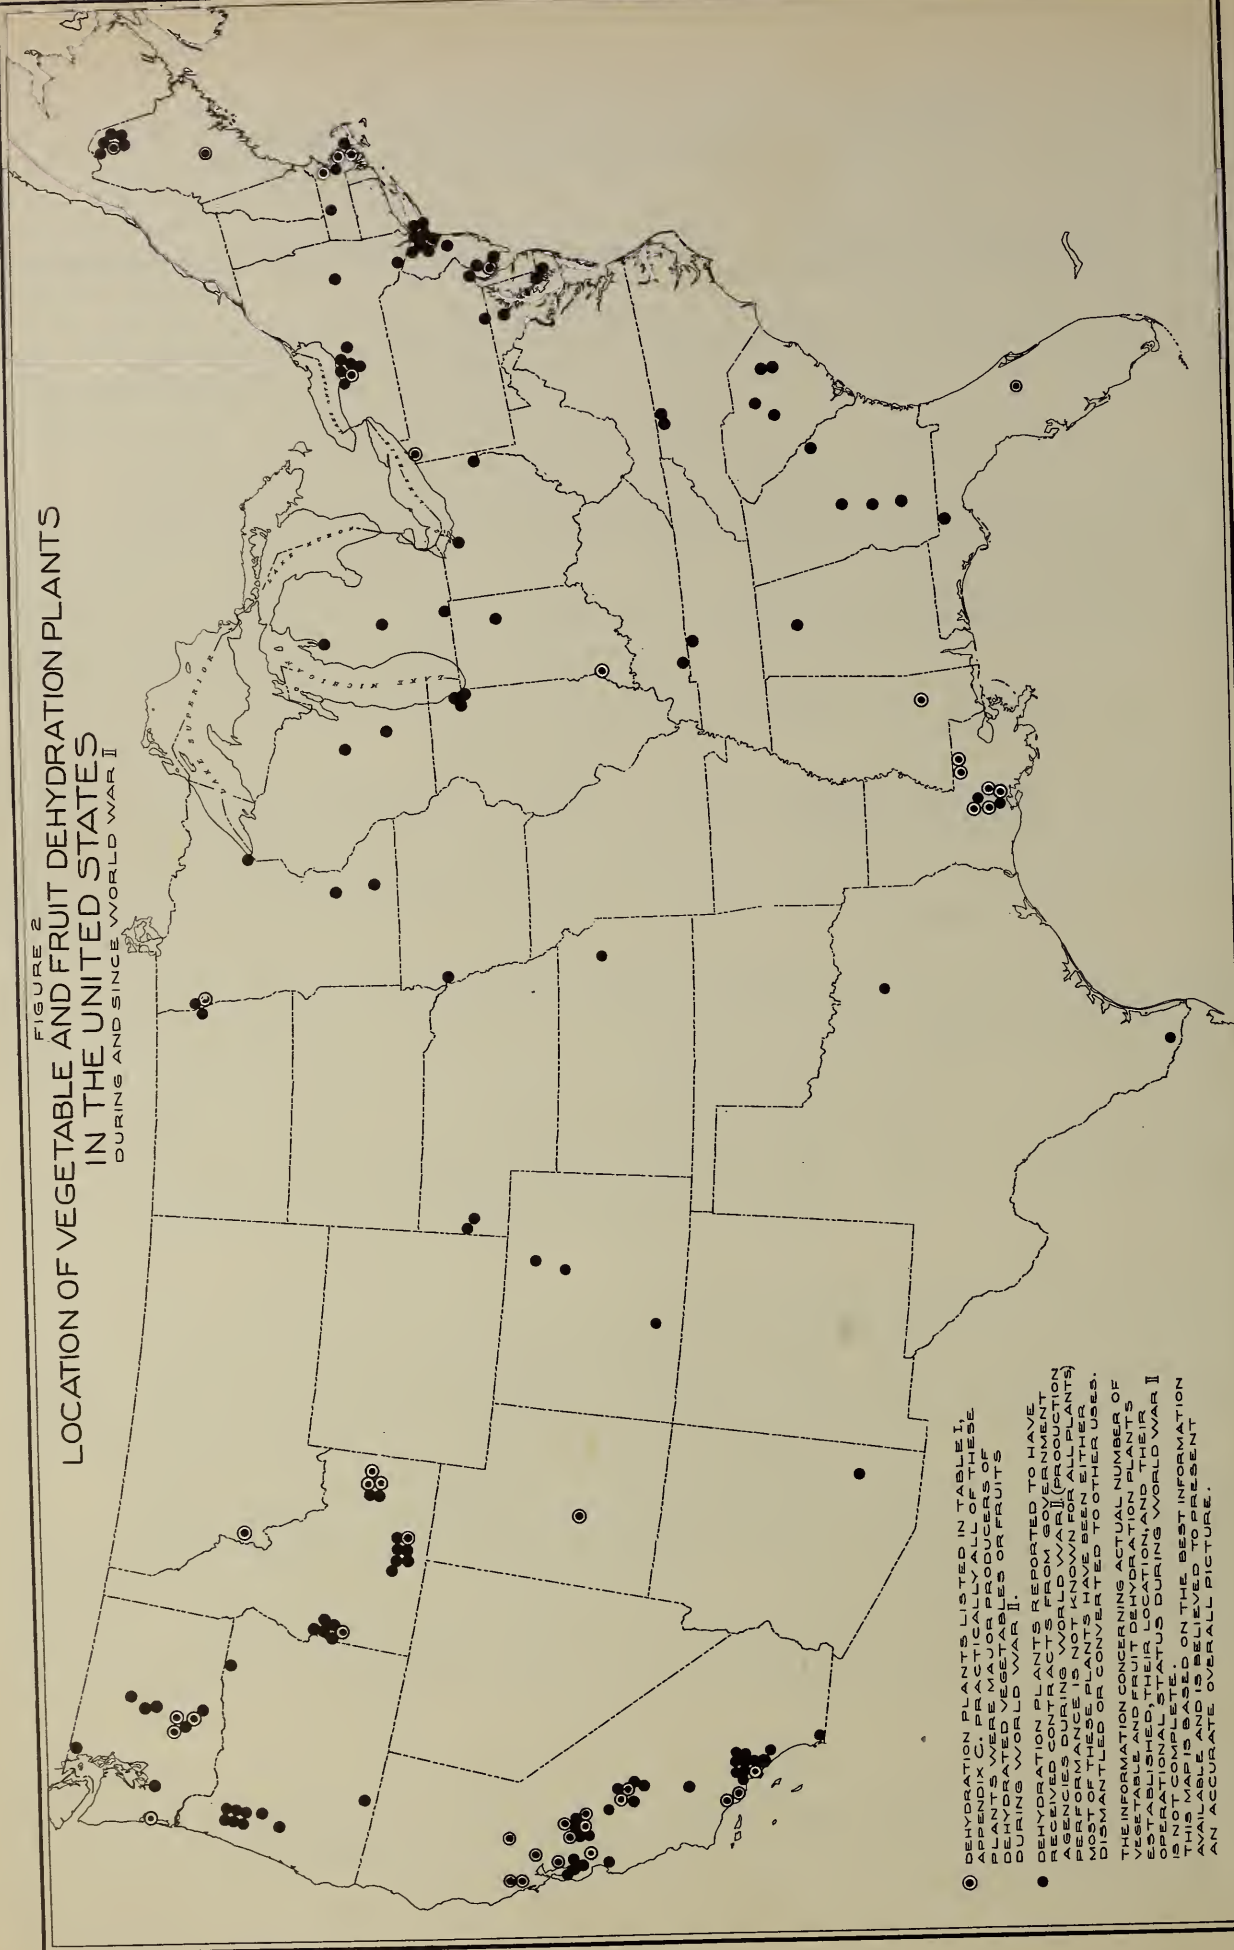 FIGURE 2
LOCATION OF VEGETABLE AND FRUIT DEHYDRATION PLANTS
IN THE UNITED STATES
DURING AND SINCE WORLD WAR II
LAKE SUPERIOR
LAKE MICHIGAN
LAKE HURON
LAKE ERIE
LAKE ONTARIO
DEHYDRATION PLANTS LISTED IN TABLE I,
APPENDIX C. PRACTICALLY ALL OF THESE
PLANTS WERE MAJOR PRODUCERS OF
DEHYDRATED VEGETABLES OR FRUITS
DURING WORLD WAR II.
DEHYDRATION PLANTS REPORTED TO HAVE
RECEIVED CONTRACTS FROM GOVERNMENT
AGENCIES DURING WORLD WAR II (PRODUCTION
PERFORMANCE IS NOT KNOWN FOR ALL PLANTS)
MOST OF THESE PLANTS HAVE BEEN EITHER
DISMANTLED OR CONVERTED TO OTHER USES.
THE INFORMATION CONCERNING ACTUAL NUMBER OF
VEGETABLE AND FRUIT DEHYDRATION PLANTS
ESTABLISHED, THEIR LOCATION, AND THEIR
OPERATIONAL STATUS DURING WORLD WAR II
IS NOT COMPLETE.
THIS MAP IS BASED ON THE BEST INFORMATION
AVAILABLE AND IS BELIEVED TO PRESENT
AN ACCURATE OVERALL PICTURE.